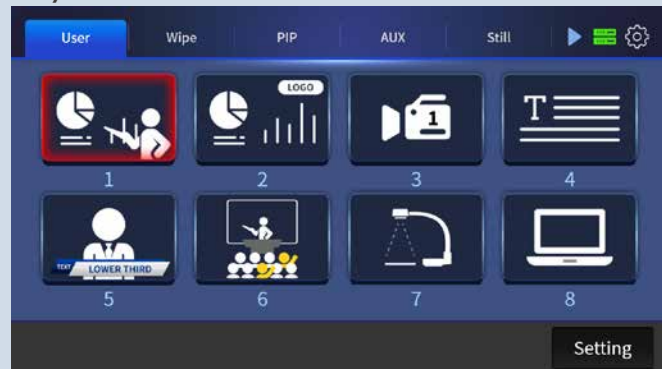 User Wipe PIP AUX Still
LOGO
1
T
1 2 3 4
TEXT LOWER THIRD
5 6 7 8
Setting